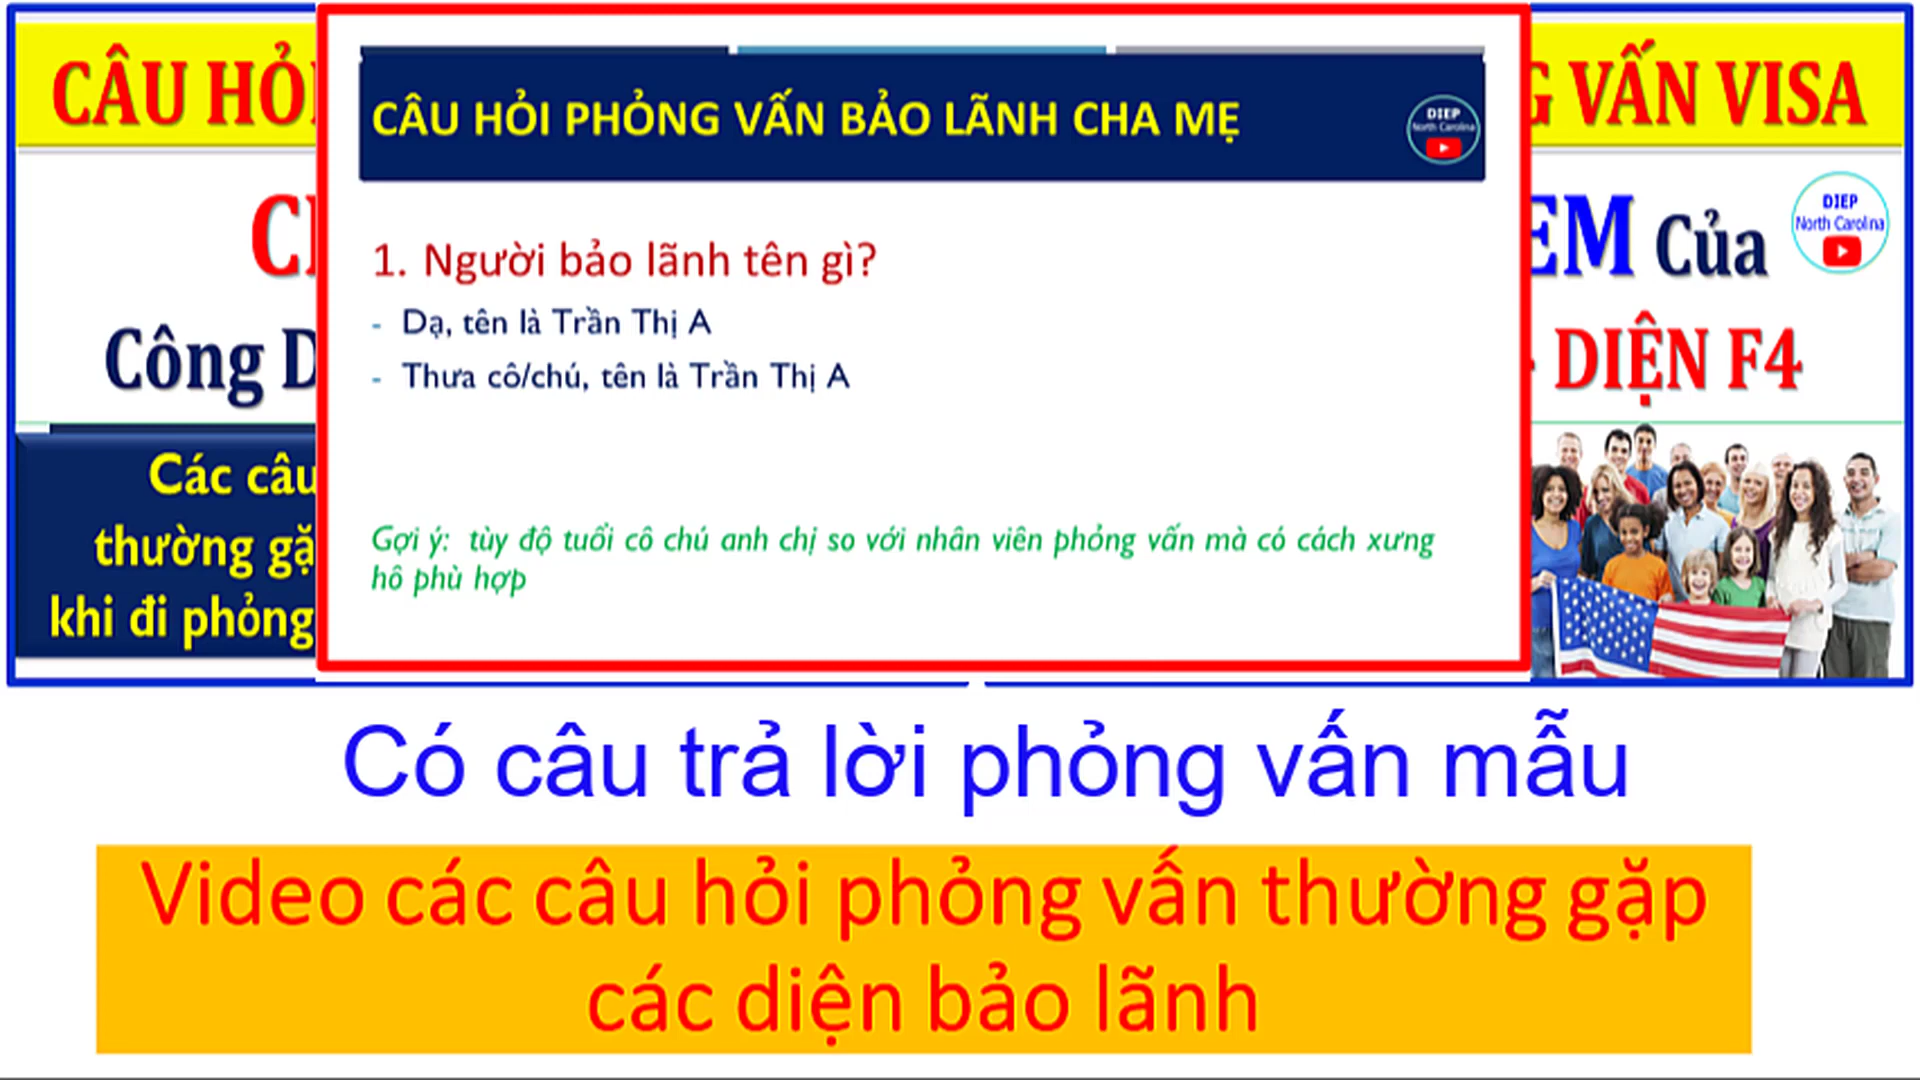 CÂU HỎI
G VẤN VISA
CÂU HỎI PHỎNG VẤN BẢO LÃNH CHA MẸ
DIEP
North Carolina
1. Người bảo lãnh tên gì?
- Dạ, tên là Trần Thị A
- Thưa cô/chú, tên là Trần Thị A
Gợi ý: tùy độ tuổi cô chú anh chị so với nhân viên phỏng vấn mà có cách xưng
hô phù hợp
EM Của
DIEP
North Carolina
Công D
- DIỆN F4
Các câu
thường gặ
khi đi phỏng
Có câu trả lời phỏng vấn mẫu
Video các câu hỏi phỏng vấn thường gặp
các diện bảo lãnh